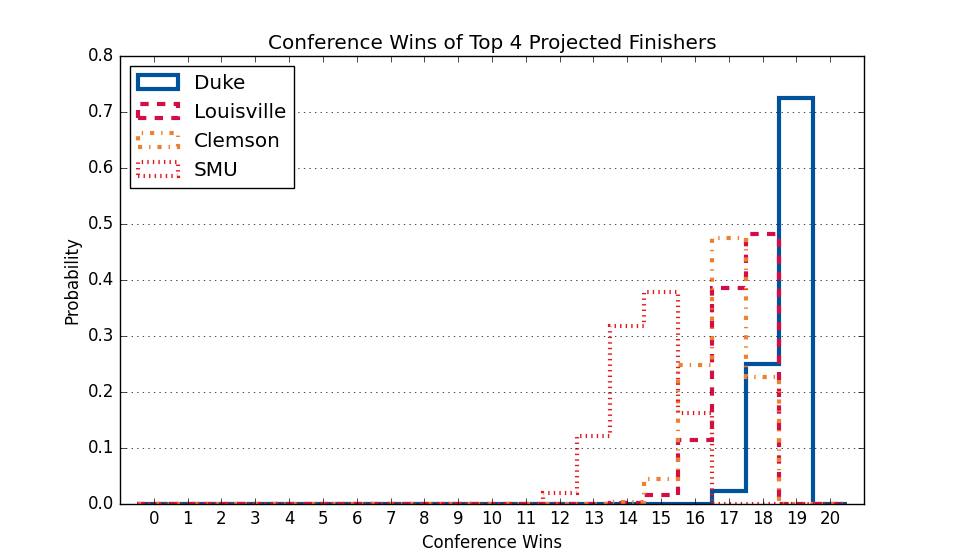 Conference Wins of Top 4 Projected Finishers
0.8
0.7
0.6
0.5
0.4
0.3
0.2
0.1
0.0
Probability
Duke
Louisville
Clemson
SMU
0 1 2 3 4 5 6 7 8 9 10 11 12 13 14 15 16 17 18 19 20
Conference Wins